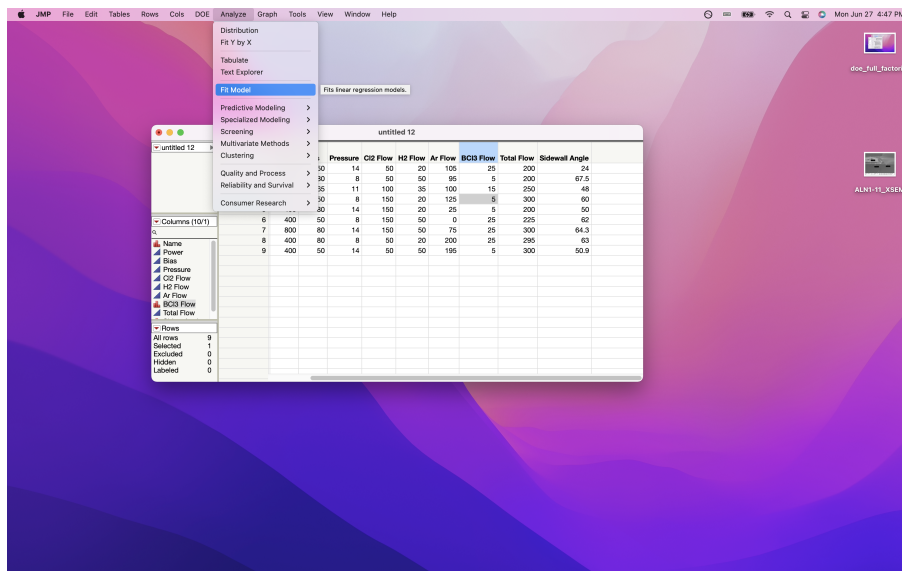 JMP File Edit Tables Rows Cols DOE Analyze Graph Tools View Window Help Mon Jun 27 4:47 PM
Distribution
Fit Y by X
Tabulate
Text Explorer
Fit Model
Fits linear regression models.
Predictive Modeling
Specialized Modeling
Screening
Multivariate Methods
Clustering
Quality and Process
Reliability and Survival
Consumer Research
doe_full_factori
ALN1-11_XSEM
untitled 12
untitled 12
Pressure Cl2 Flow H2 Flow Ar Flow BCl3 Flow Total Flow Sidewall Angle
50 14 50 20 105 25 200 24
80 8 50 50 95 5 200 67.5
65 11 100 35 100 15 250 48
50 8 150 20 125 5 300 60
80 14 150 20 25 5 200 50
6 400 50 8 150 50 0 25 225 62
7 800 80 14 150 50 75 25 300 64.3
8 400 80 8 50 20 200 25 295 63
9 400 50 14 50 50 195 5 300 50.9
Columns (10/1)
Name
Power
Bias
Pressure
Cl2 Flow
H2 Flow
Ar Flow
BCl3 Flow
Total Flow
Rows
All rows 9
Selected 1
Excluded 0
Hidden 0
Labeled 0